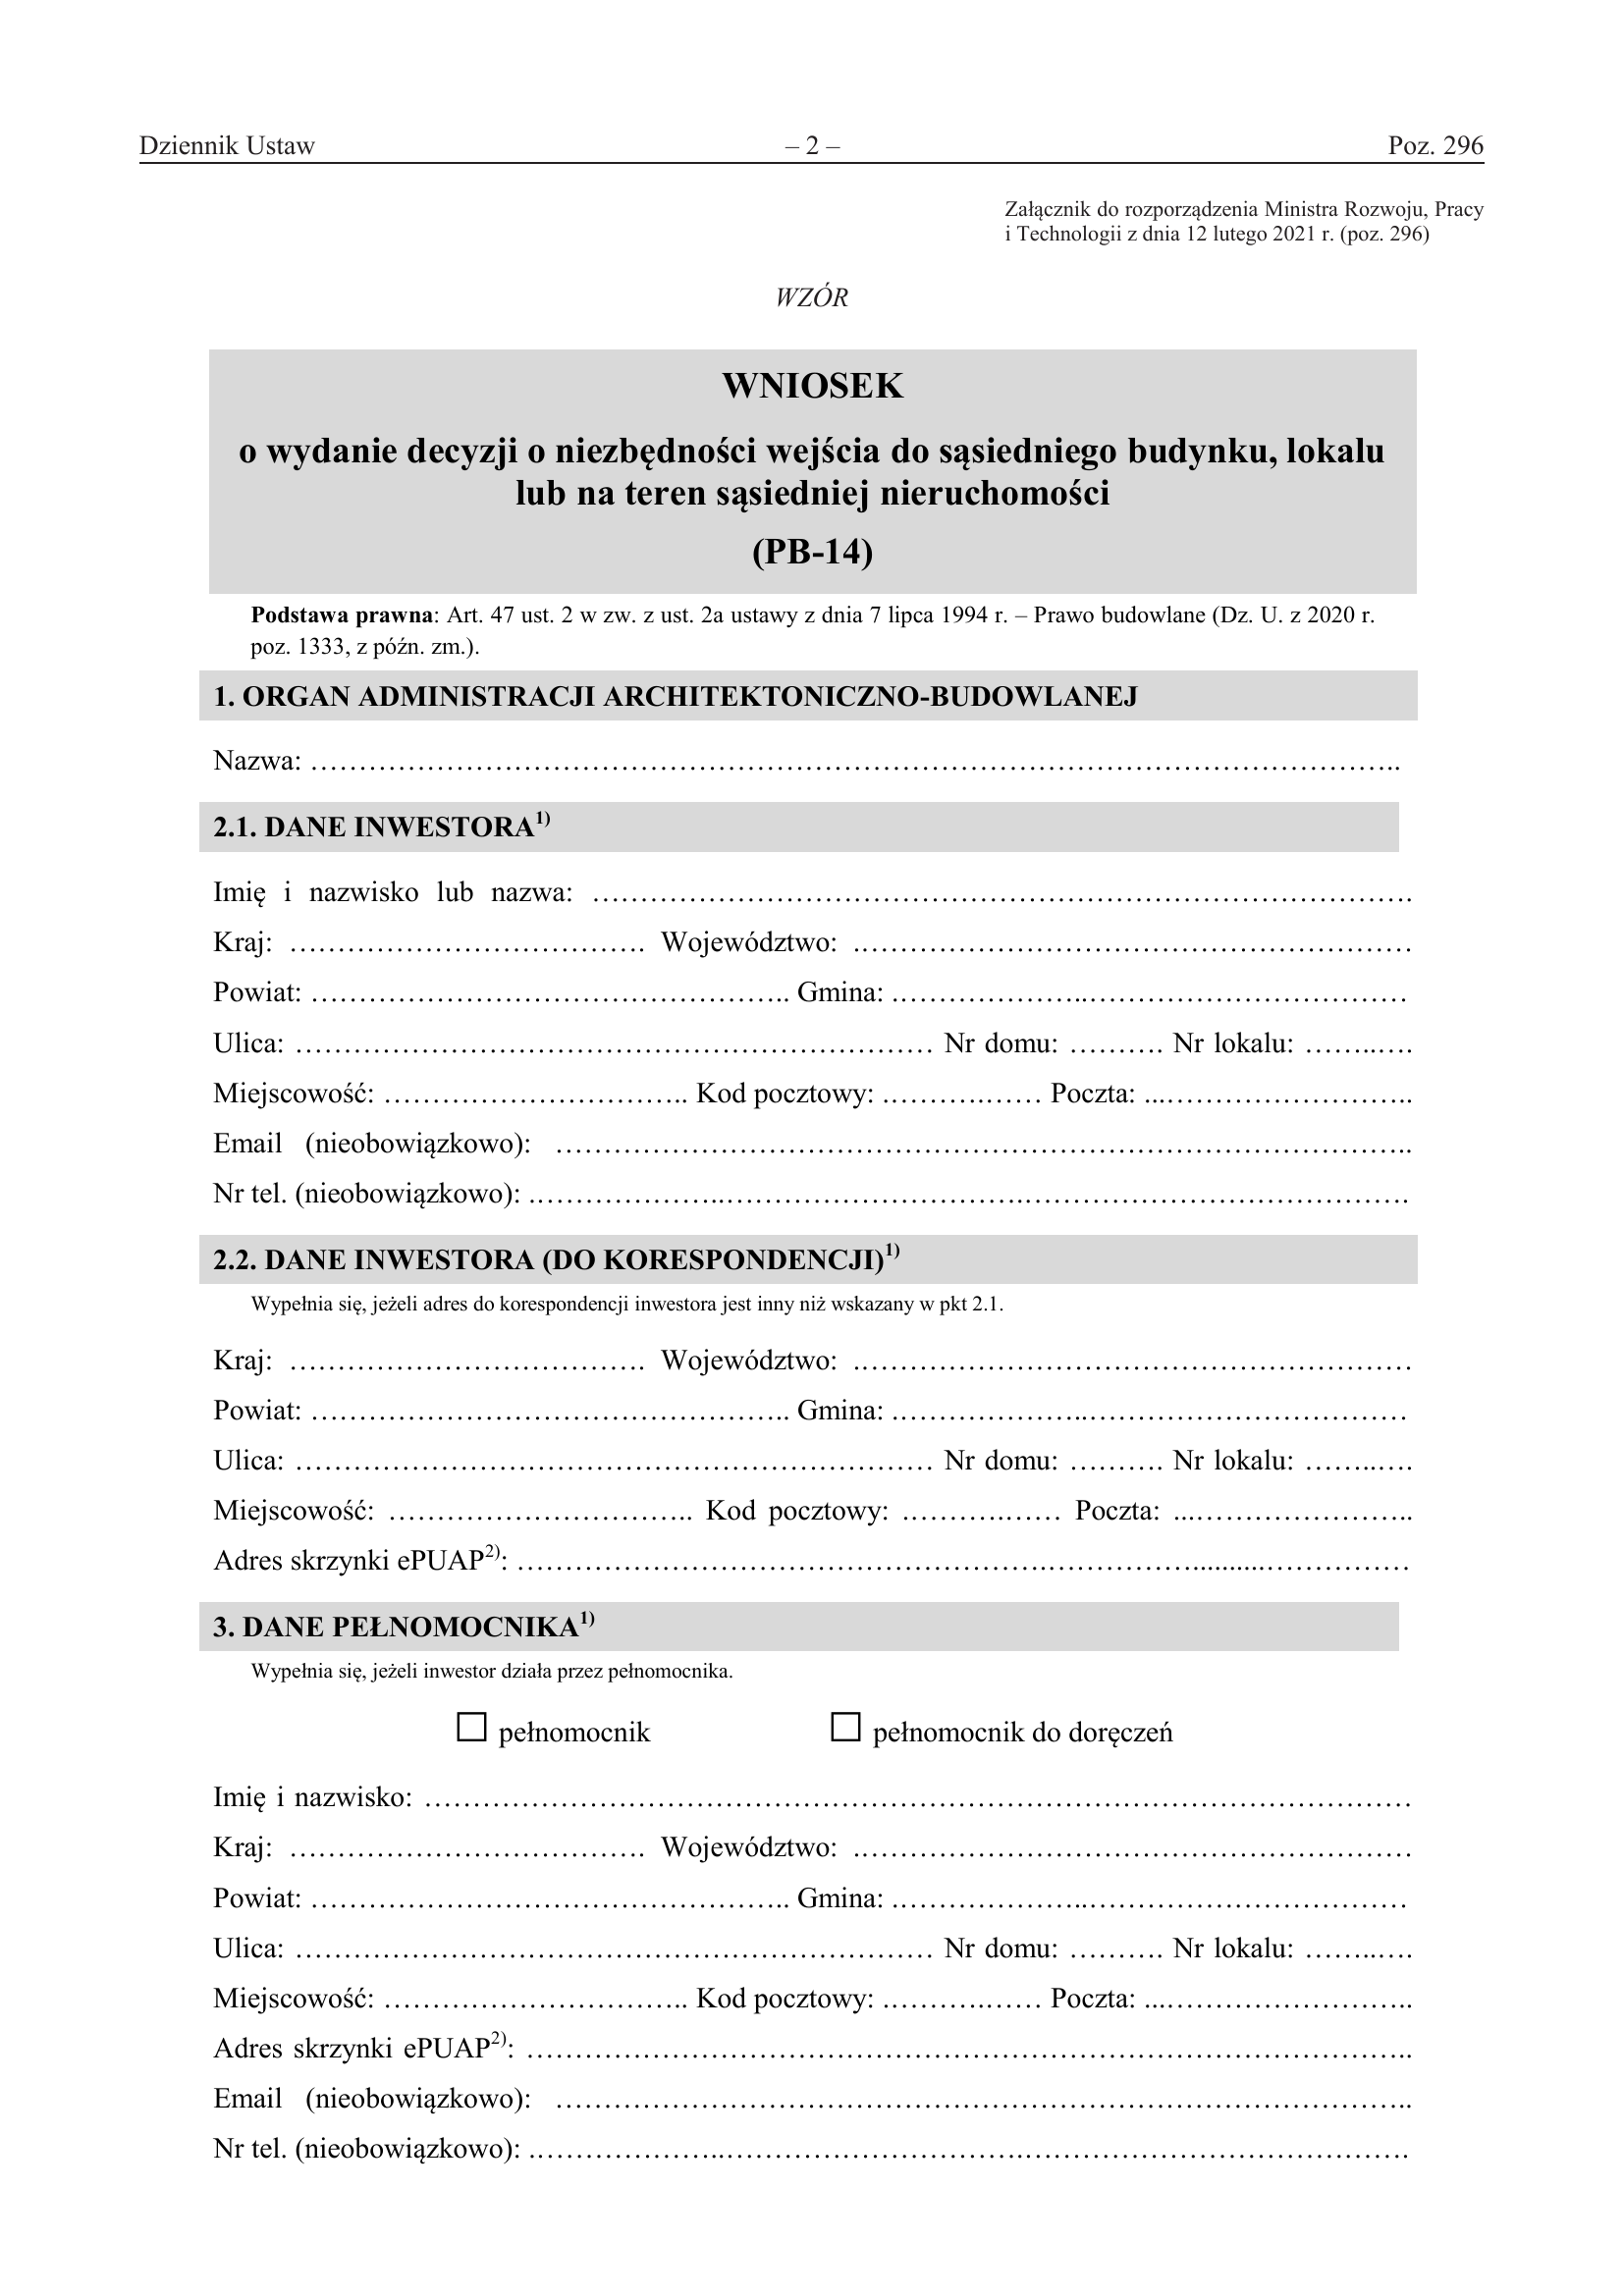 Dziennik Ustaw – 2 – Poz. 296
Załącznik do rozporządzenia Ministra Rozwoju, Pracy
i Technologii z dnia 12 lutego 2021 r. (poz. 296)
WZÓR
WNIOSEK
o wydanie decyzji o niezbędności wejścia do sąsiedniego budynku, lokalu
lub na teren sąsiedniej nieruchomości
(PB-14)
Podstawa prawna: Art. 47 ust. 2 w zw. z ust. 2a ustawy z dnia 7 lipca 1994 r. – Prawo budowlane (Dz. U. z 2020 r.
poz. 1333, z późn. zm.).
1. ORGAN ADMINISTRACJI ARCHITEKTONICZNO-BUDOWLANEJ
Nazwa: ……………………………………………………………………………………………………..
2.1. DANE INWESTORA1)
Imię i nazwisko lub nazwa: …………………………………………………………………………….
Kraj: ………………………………. Województwo: .…………………………………………………
Powiat: ………………………………………….. Gmina: .………………..……………………………
Ulica: ………………………………………………………… Nr domu: ………. Nr lokalu: ……..….
Miejscowość: ………………………….. Kod pocztowy: .……….…… Poczta: ...……………………..
Email (nieobowiązkowo): ……………………………………………………………………………..
Nr tel. (nieobowiązkowo): .………………..………………………….…………………………………
2.2. DANE INWESTORA (DO KORESPONDENCJI)1)
Wypełnia się, jeżeli adres do korespondencji inwestora jest inny niż wskazany w pkt 2.1.
Kraj: ………………………………. Województwo: .…………………………………………………
Powiat: ………………………………………….. Gmina: .………………..……………………………
Ulica: ………………………………………………………… Nr domu: ………. Nr lokalu: ……..….
Miejscowość: ………………………….. Kod pocztowy: .……….…… Poczta: ...…………………..
Adres skrzynki ePUAP2): ……………………………………………….…………….........……………
3. DANE PEŁNOMOCNIKA1)
Wypełnia się, jeżeli inwestor działa przez pełnomocnika.
☐ pełnomocnik ☐ pełnomocnik do doręczeń
Imię i nazwisko: …………………………………………………………………………………………
Kraj: ………………………………. Województwo: .…………………………………………………
Powiat: ………………………………………….. Gmina: .………………..……………………………
Ulica: ………………………………………………………… Nr domu: ………. Nr lokalu: ……..….
Miejscowość: ………………………….. Kod pocztowy: .……….…… Poczta: ...……………………..
Adres skrzynki ePUAP2): ………………………………………………………………………………..
Email (nieobowiązkowo): ……………………………………………………………………………..
Nr tel. (nieobowiązkowo): .………………..………………………….…………………………………